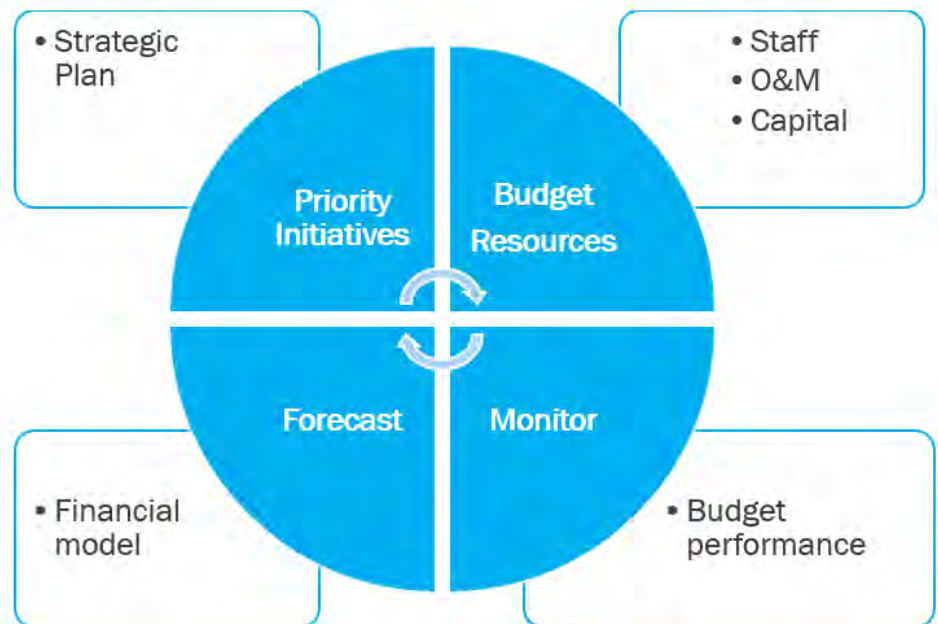 • Strategic
Plan
• Staff
• O&M
• Capital
Priority
Initiatives
Budget
Resources
Forecast
Monitor
• Financial
model
• Budget
performance